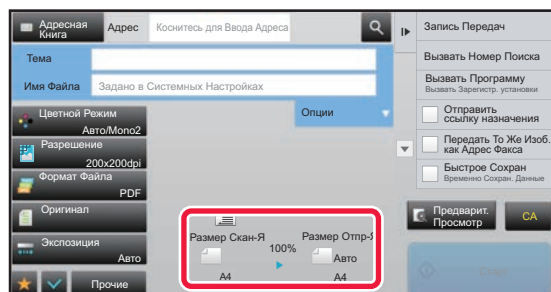 Адресная
Книга
Адрес
Коснитесь для Ввода Адреса
Тема
Имя Файла
Задано в Системных Настройках
Цветной Режим
Авто/Mono2
Опции
Разрешение
200x200dpi
Формат Файла
PDF
Оригинал
Экспозиция
Авто
Прочие
Размер Скан-Я
100%
Размер Отпр-Я
Авто
A4
A4
Запись Передач
Вызвать Номер Поиска
Вызвать Программу
Вызвать Зарегистр. установки
Отправить
ссылку назначения
Передать То Же Изоб.
как Адрес Факса
Быстрое Сохран
Временно Сохран. Данные
Предварит.
Просмотр
CA
Старт